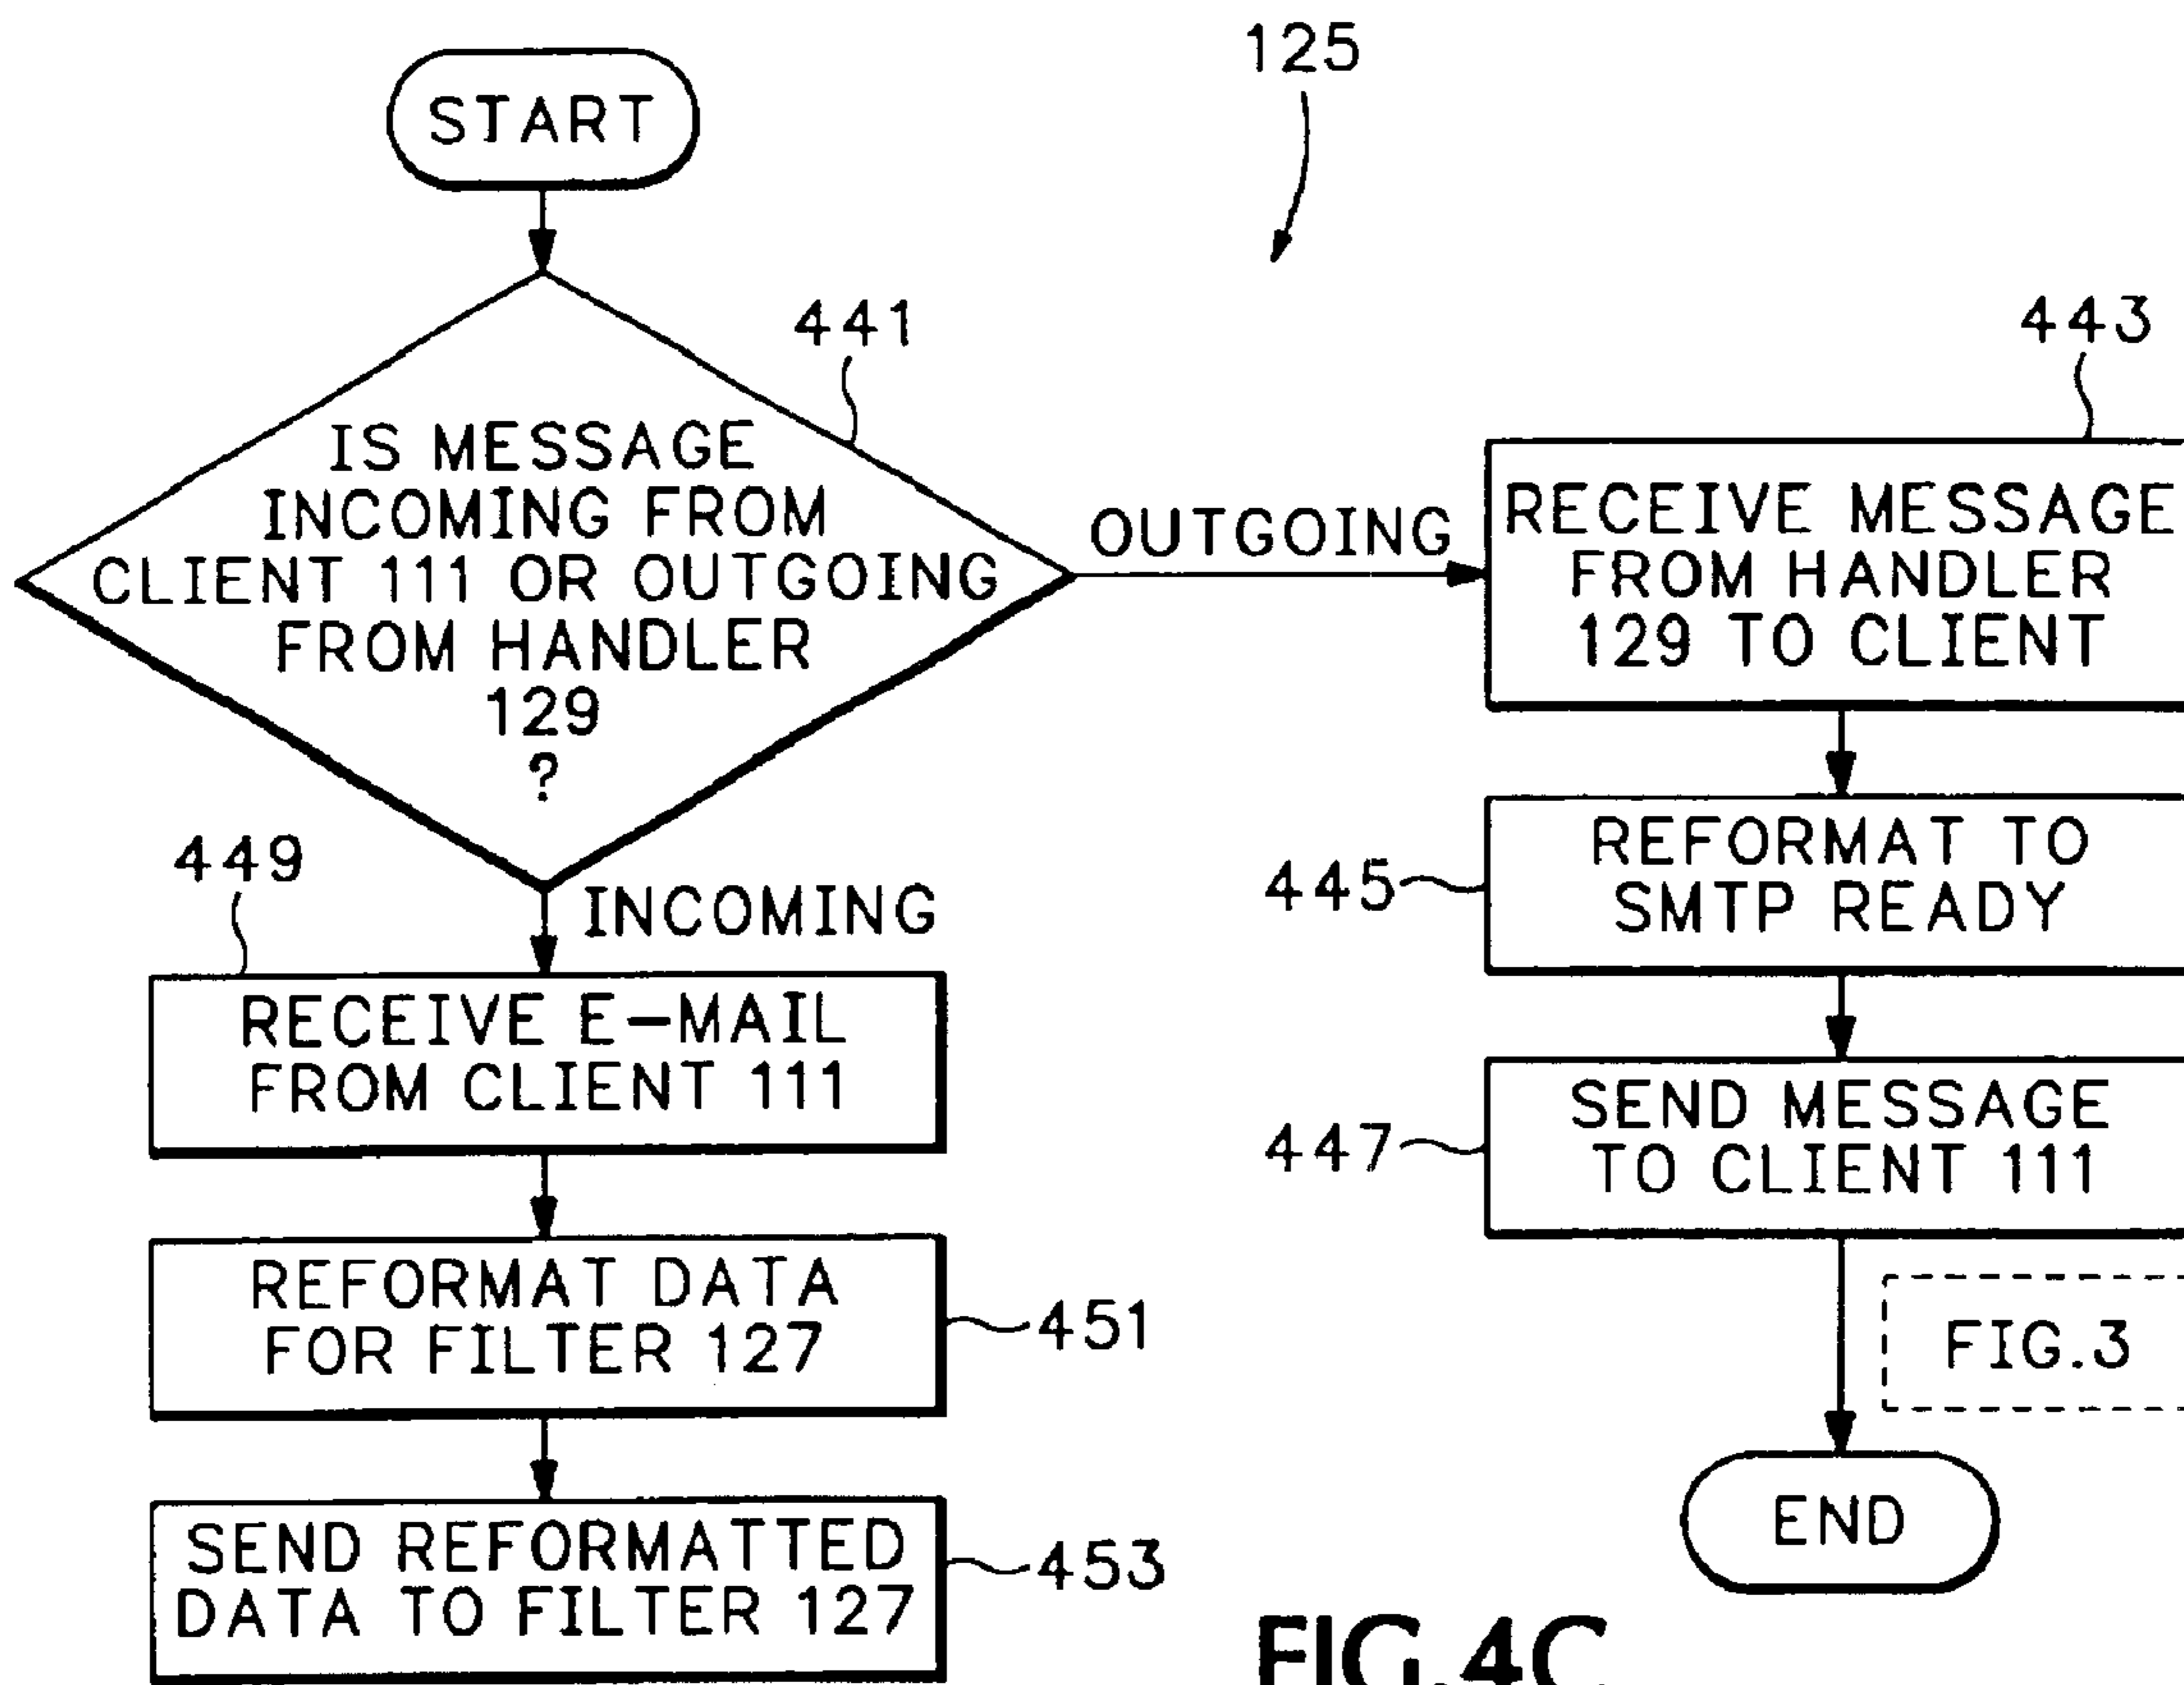 START
125
441
IS MESSAGE
INCOMING FROM
CLIENT 111 OR OUTGOING
FROM HANDLER
129
?
OUTGOING
INCOMING
443
RECEIVE MESSAGE
FROM HANDLER
129 TO CLIENT
445
REFORMAT TO
SMTP READY
447
SEND MESSAGE
TO CLIENT 111
FIG.3
END
449
RECEIVE E-MAIL
FROM CLIENT 111
451
REFORMAT DATA
FOR FILTER 127
453
SEND REFORMATTED
DATA TO FILTER 127
FIG.4C